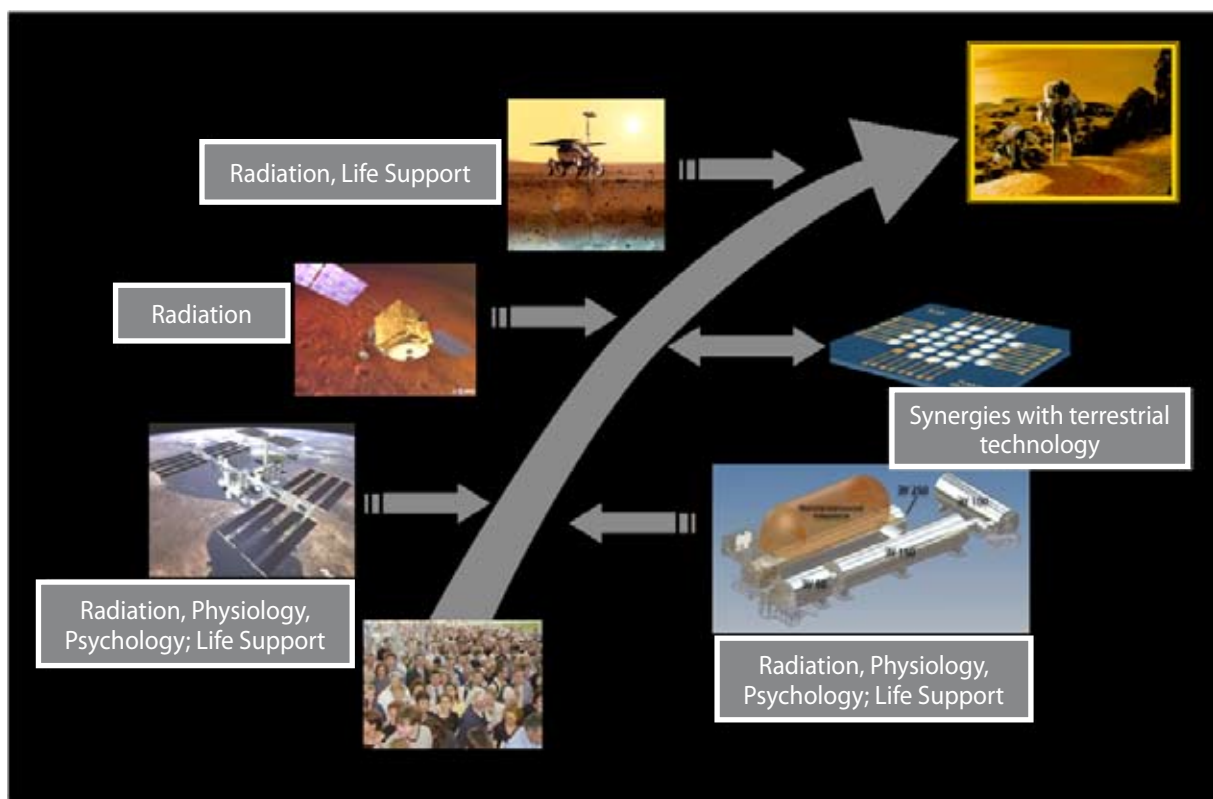 Radiation, Life Support
Radiation
Synergies with terrestrial
technology
Radiation, Physiology,
Psychology; Life Support
Radiation, Physiology,
Psychology; Life Support